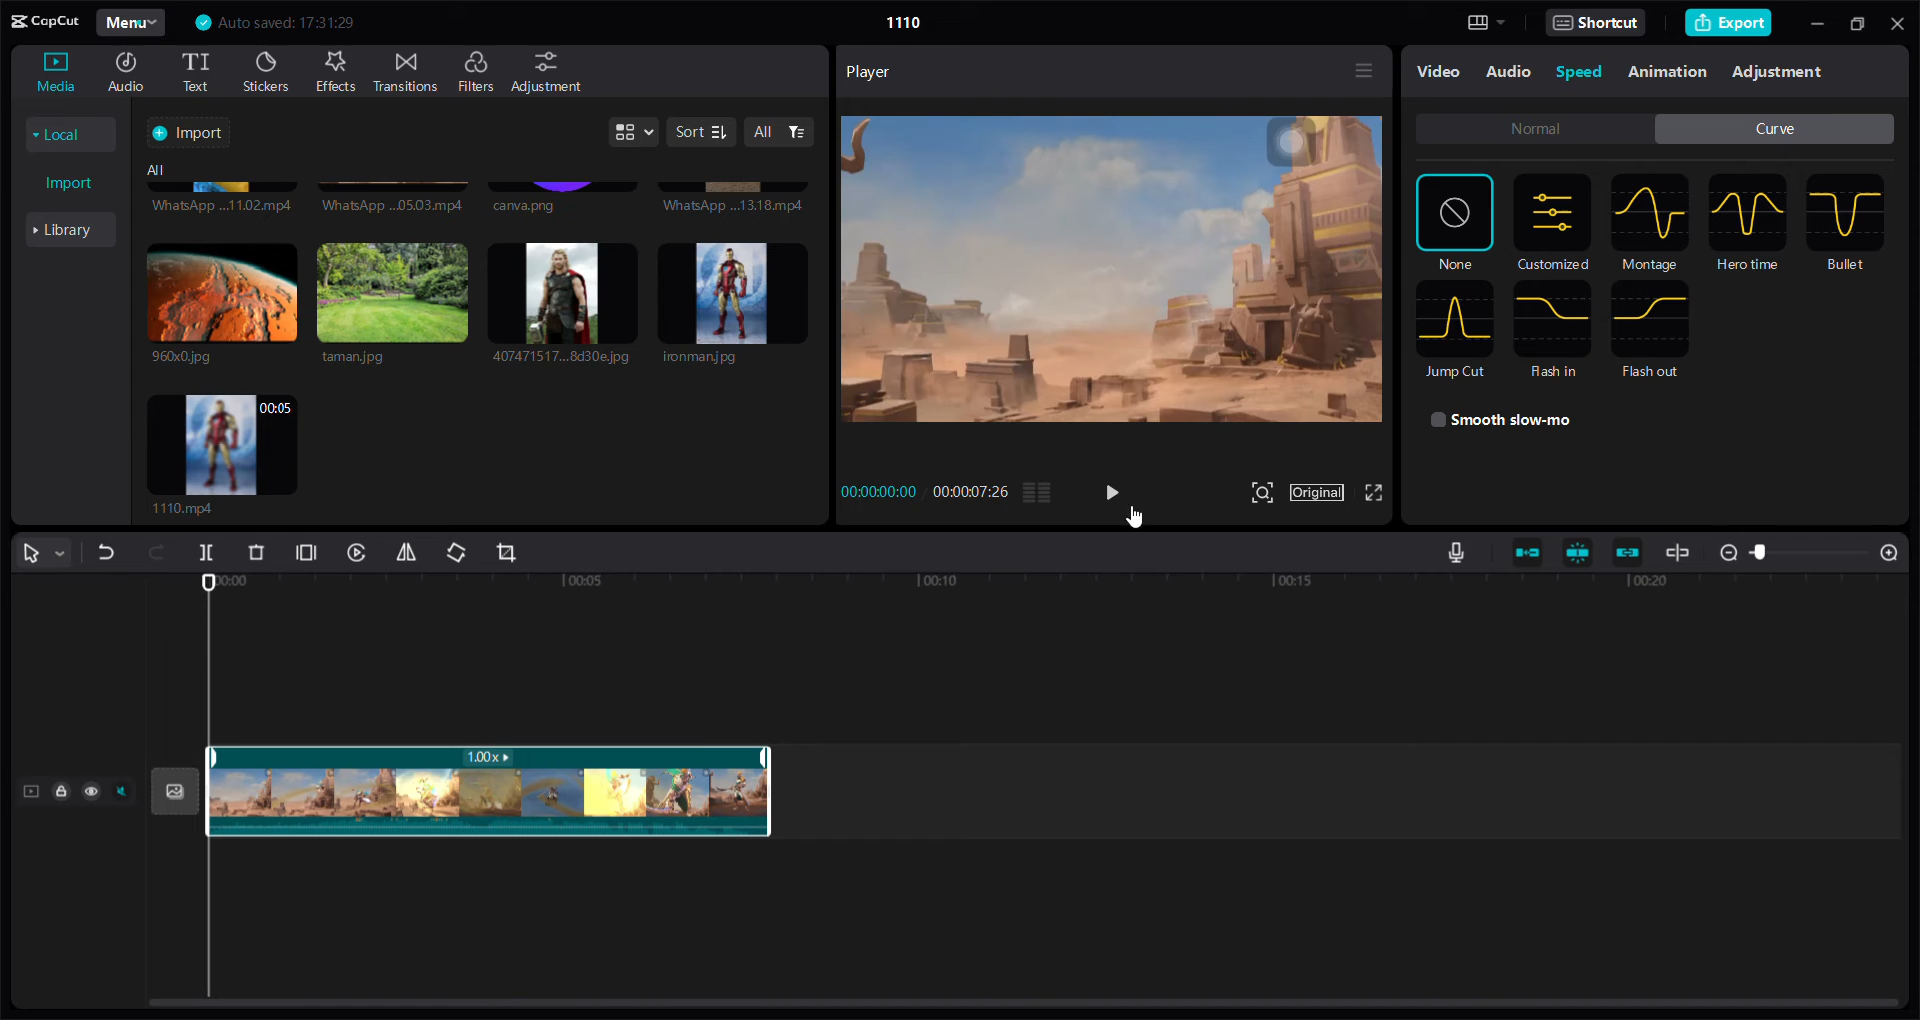 CapCut
Menu
Auto saved: 17:31:29
1110
Shortcut
Export
Media
Audio
Text
Stickers
Effects
Transitions
Filters
Adjustment
Local
Import
Library
Import
Sort
All
All
WhatsApp ...11.02.mp4
WhatsApp ...05.03.mp4
canva.png
WhatsApp ...13.18.mp4
960x0.jpg
taman.jpg
407471517...8d30e.jpg
ironman.jpg
00:05
1110.mp4
Player
00:00:00:00 / 00:00:07:26
Original
Video
Audio
Speed
Animation
Adjustment
Normal
Curve
None
Customized
Montage
Hero time
Bullet
Jump Cut
Flash in
Flash out
Smooth slow-mo
00:00
00:05
00:10
00:15
00:20
1.00x